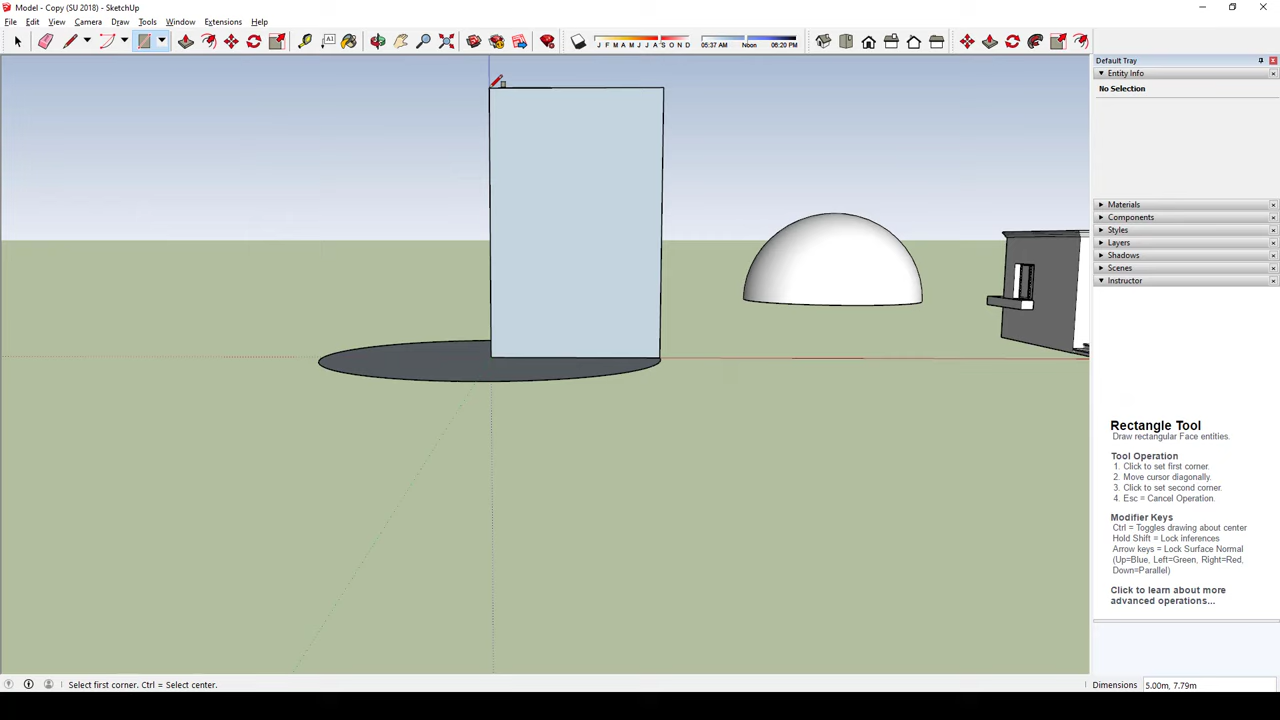 Model - Copy (SU 2018) - SketchUp
File Edit View Camera Draw Tools Window Extensions Help
J F M A M J J A S O N D
05:37 AM Noon 06:20 PM
Default Tray
Entity Info
No Selection
Materials
Components
Styles
Layers
Shadows
Scenes
Instructor
Rectangle Tool
Draw rectangular Face entities.
Tool Operation
1. Click to set first corner.
2. Move cursor diagonally.
3. Click to set second corner.
4. Esc = Cancel Operation.
Modifier Keys
Ctrl = Toggles drawing about center
Hold Shift = Lock inferences
Arrow keys = Lock Surface Normal
(Up=Blue, Left=Green, Right=Red,
Down=Parallel)
Click to learn about more
advanced operations...
Select first corner. Ctrl = Select center.
Dimensions 5.00m, 7.79m